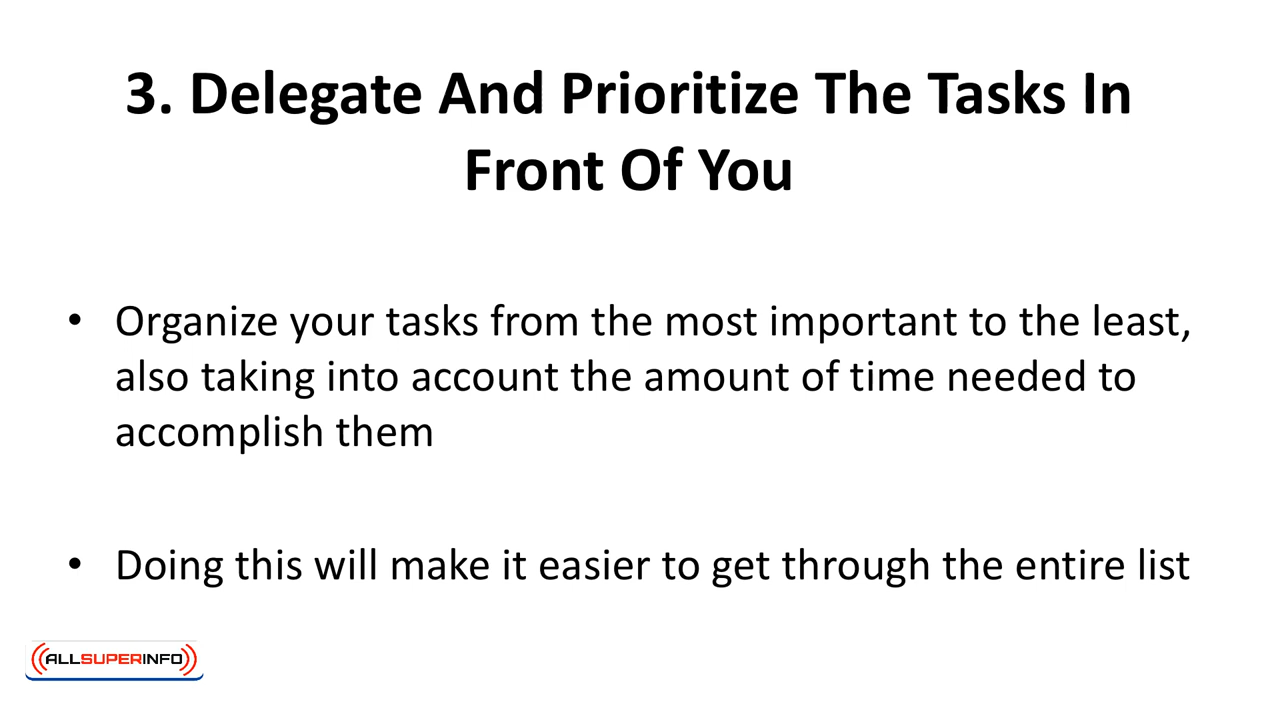 3. Delegate And Prioritize The Tasks In
Front Of You
• Organize your tasks from the most important to the least,
also taking into account the amount of time needed to
accomplish them
• Doing this will make it easier to get through the entire list
ALLSUPERINFO